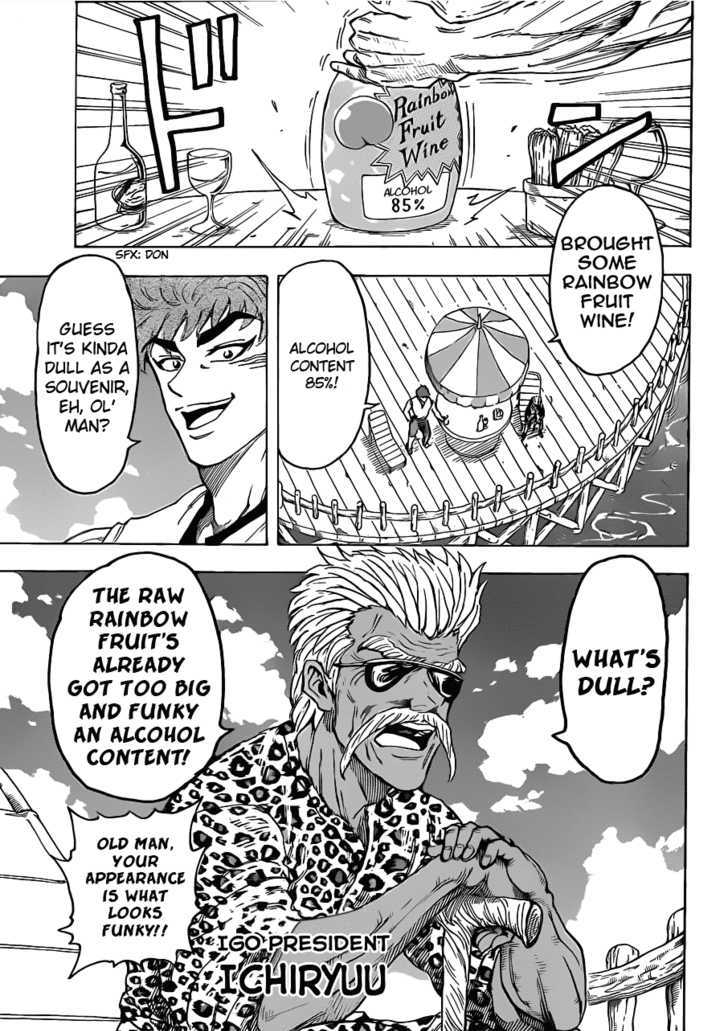 ドン
Rainbow
Fruit
Wine
ALCOHOL
85%
SFX: DON
BROUGHT
SOME
RAINBOW
FRUIT
WINE!
ALCOHOL
CONTENT
85%!
GUESS
IT'S KINDA
DULL AS A
SOUVENIR,
EH, OL'
MAN?
WHAT'S
DULL?
THE RAW
RAINBOW
FRUIT'S
ALREADY
GOT TOO BIG
AND FUNKY
AN ALCOHOL
CONTENT!
OLD MAN,
YOUR
APPEARANCE
IS WHAT
LOOKS
FUNKY!!
IGO PRESIDENT
ICHIRYUU